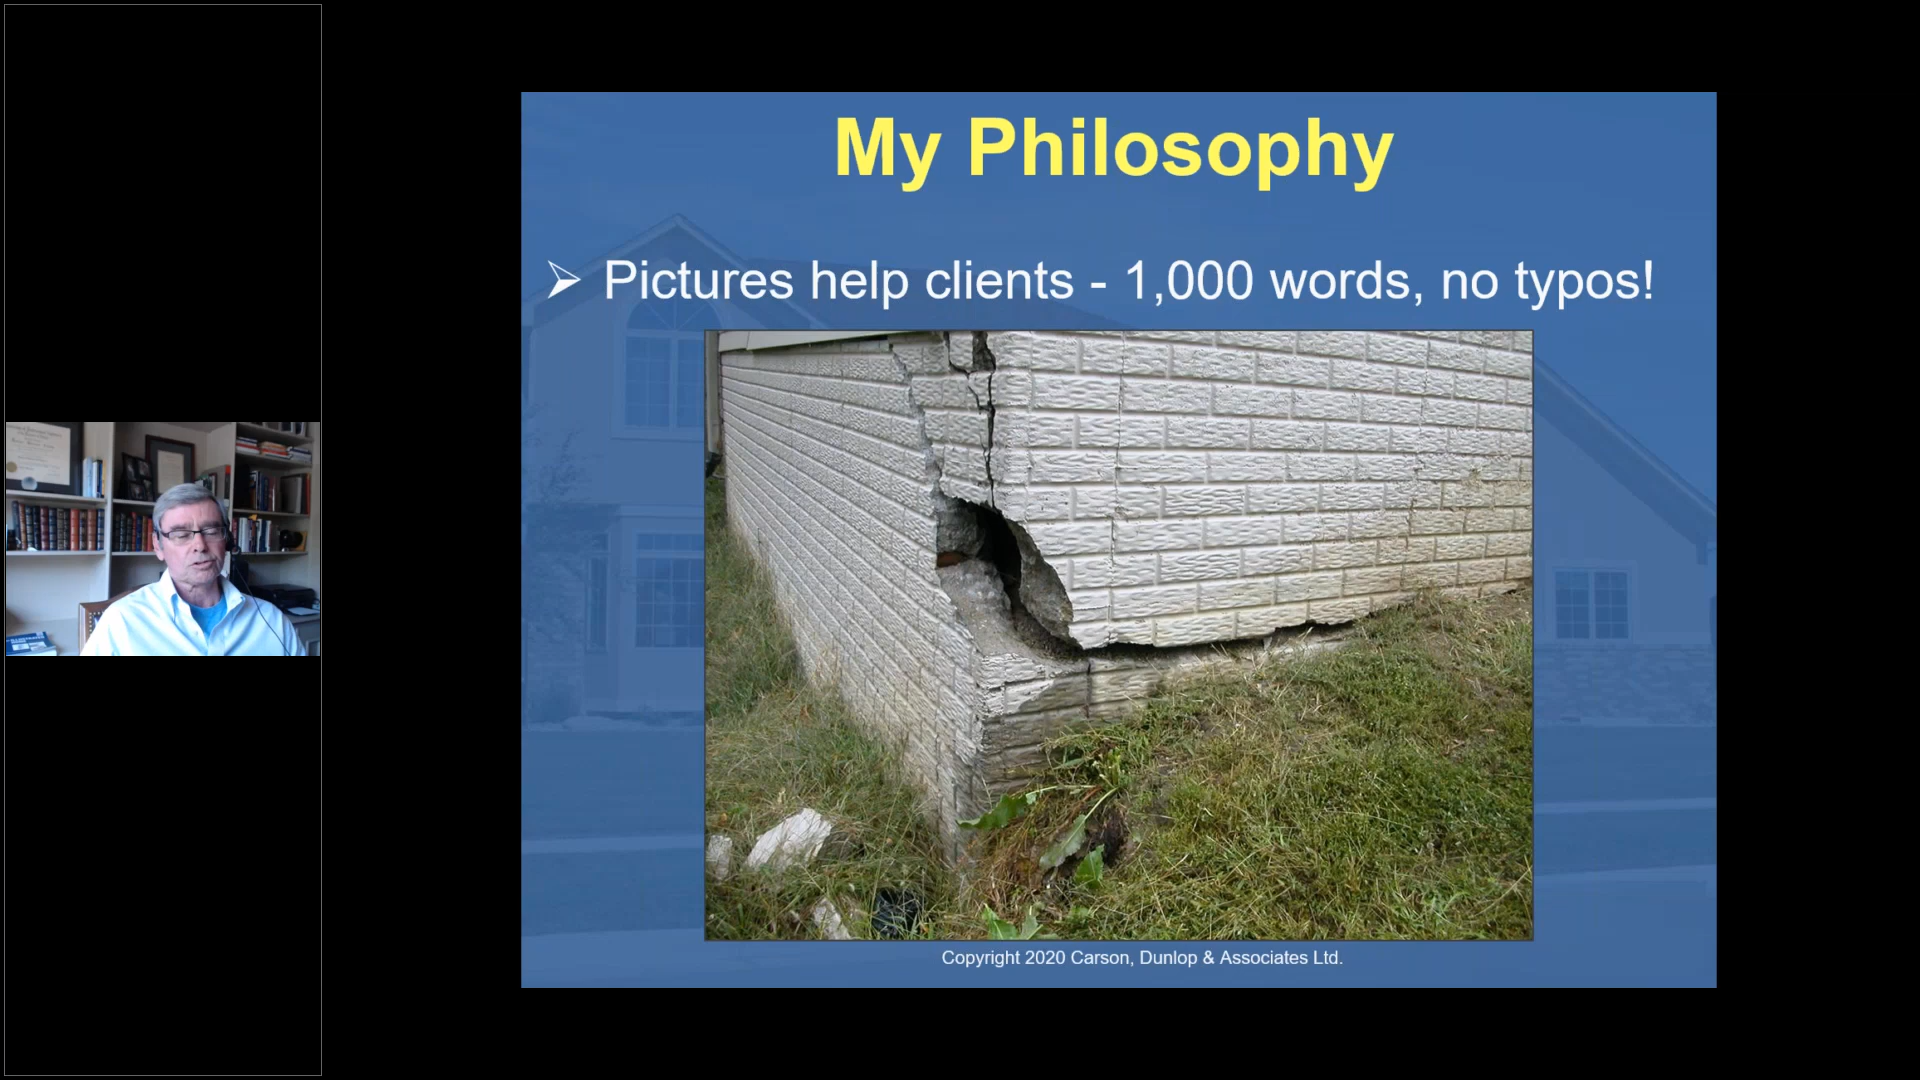 My Philosophy
Pictures help clients - 1,000 words, no typos!
Copyright 2020 Carson, Dunlop & Associates Ltd.